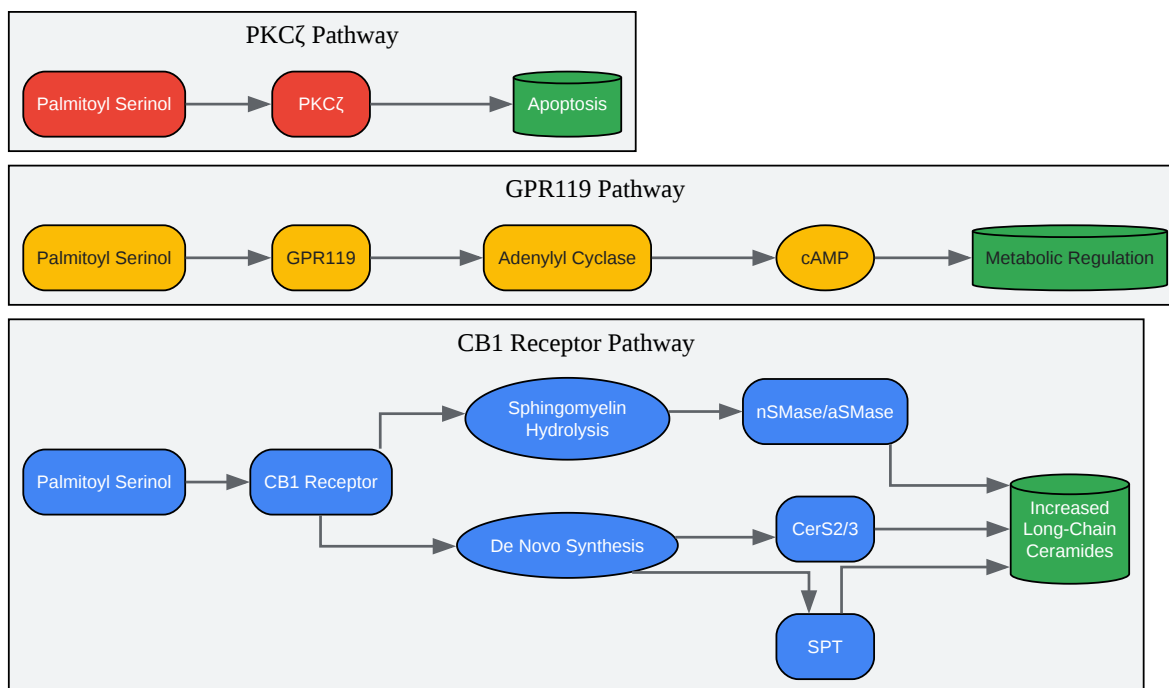 PKCζ Pathway
Palmitoyl Serinol
PKCζ
Apoptosis
GPR119 Pathway
Palmitoyl Serinol
GPR119
Adenylyl Cyclase
cAMP
Metabolic Regulation
CB1 Receptor Pathway
Palmitoyl Serinol
CB1 Receptor
Sphingomyelin
Hydrolysis
nSMase/aSMase
De Novo Synthesis
CerS2/3
SPT
Increased
Long-Chain
Ceramides